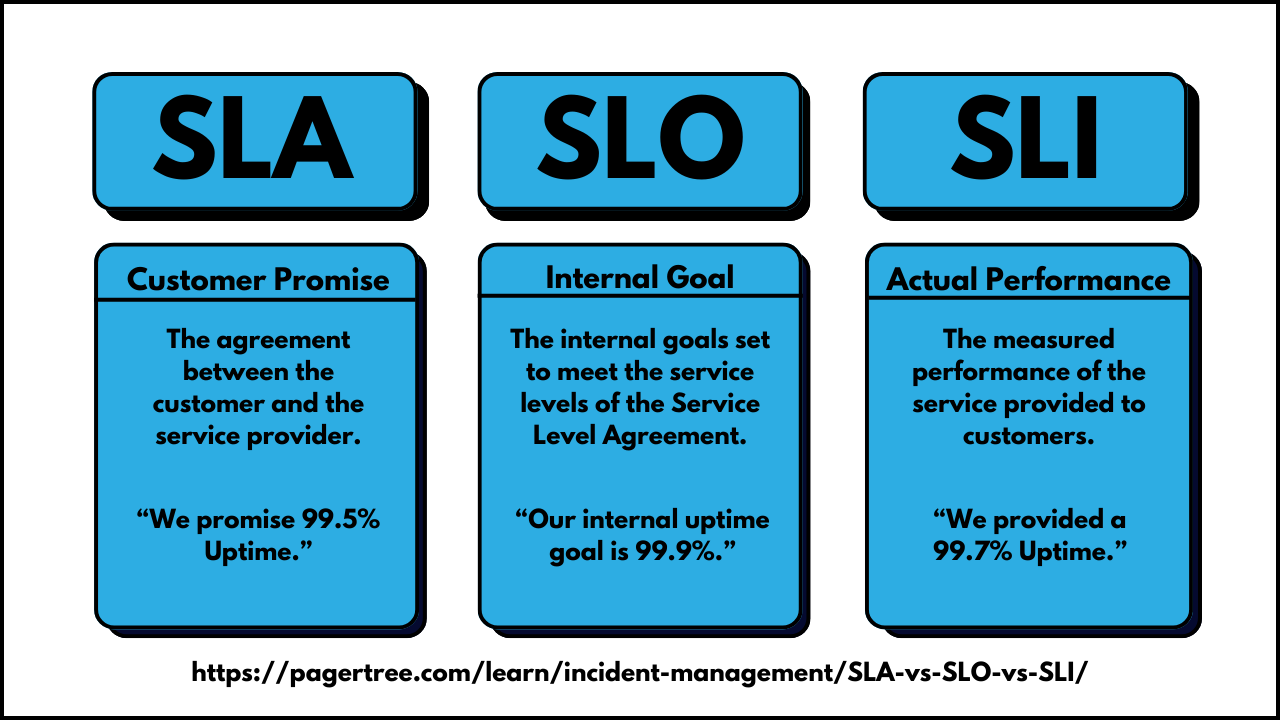 SLA
SLO
SLI
Customer Promise
The agreement
between the
customer and the
service provider.
“We promise 99.5%
Uptime.”
Internal Goal
The internal goals set
to meet the service
levels of the Service
Level Agreement.
“Our internal uptime
goal is 99.9%.”
Actual Performance
The measured
performance of the
service provided to
customers.
“We provided a
99.7% Uptime.”
https://pagertree.com/learn/incident-management/SLA-vs-SLO-vs-SLI/